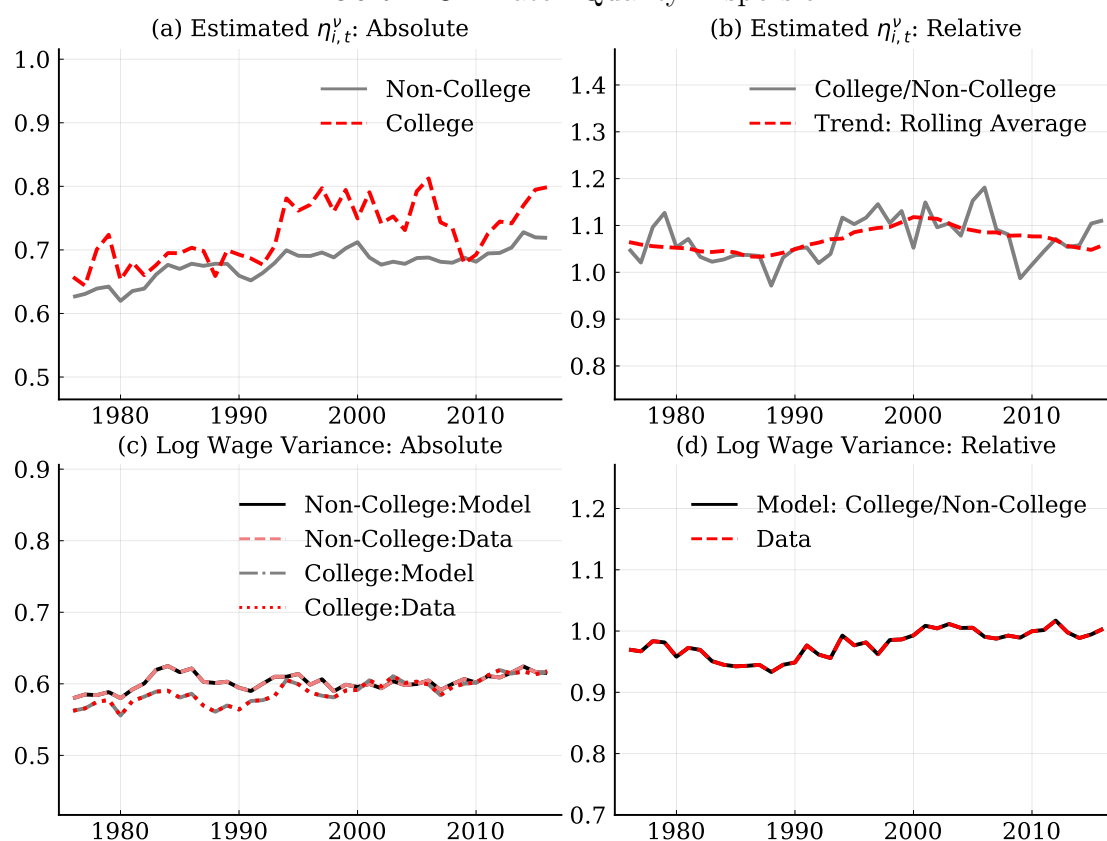 (a) Estimated η^ν_{i,t}: Absolute
1.0
0.9
0.8
0.7
0.6
0.5
Non-College
College
1980
1990
2000
2010
(b) Estimated η^ν_{i,t}: Relative
1.4
1.3
1.2
1.1
1.0
0.9
0.8
College/Non-College
Trend: Rolling Average
1980
1990
2000
2010
(c) Log Wage Variance: Absolute
0.9
0.8
0.7
0.6
0.5
Non-College:Model
Non-College:Data
College:Model
College:Data
1980
1990
2000
2010
(d) Log Wage Variance: Relative
1.2
1.1
1.0
0.9
0.8
0.7
Model: College/Non-College
Data
1980
1990
2000
2010